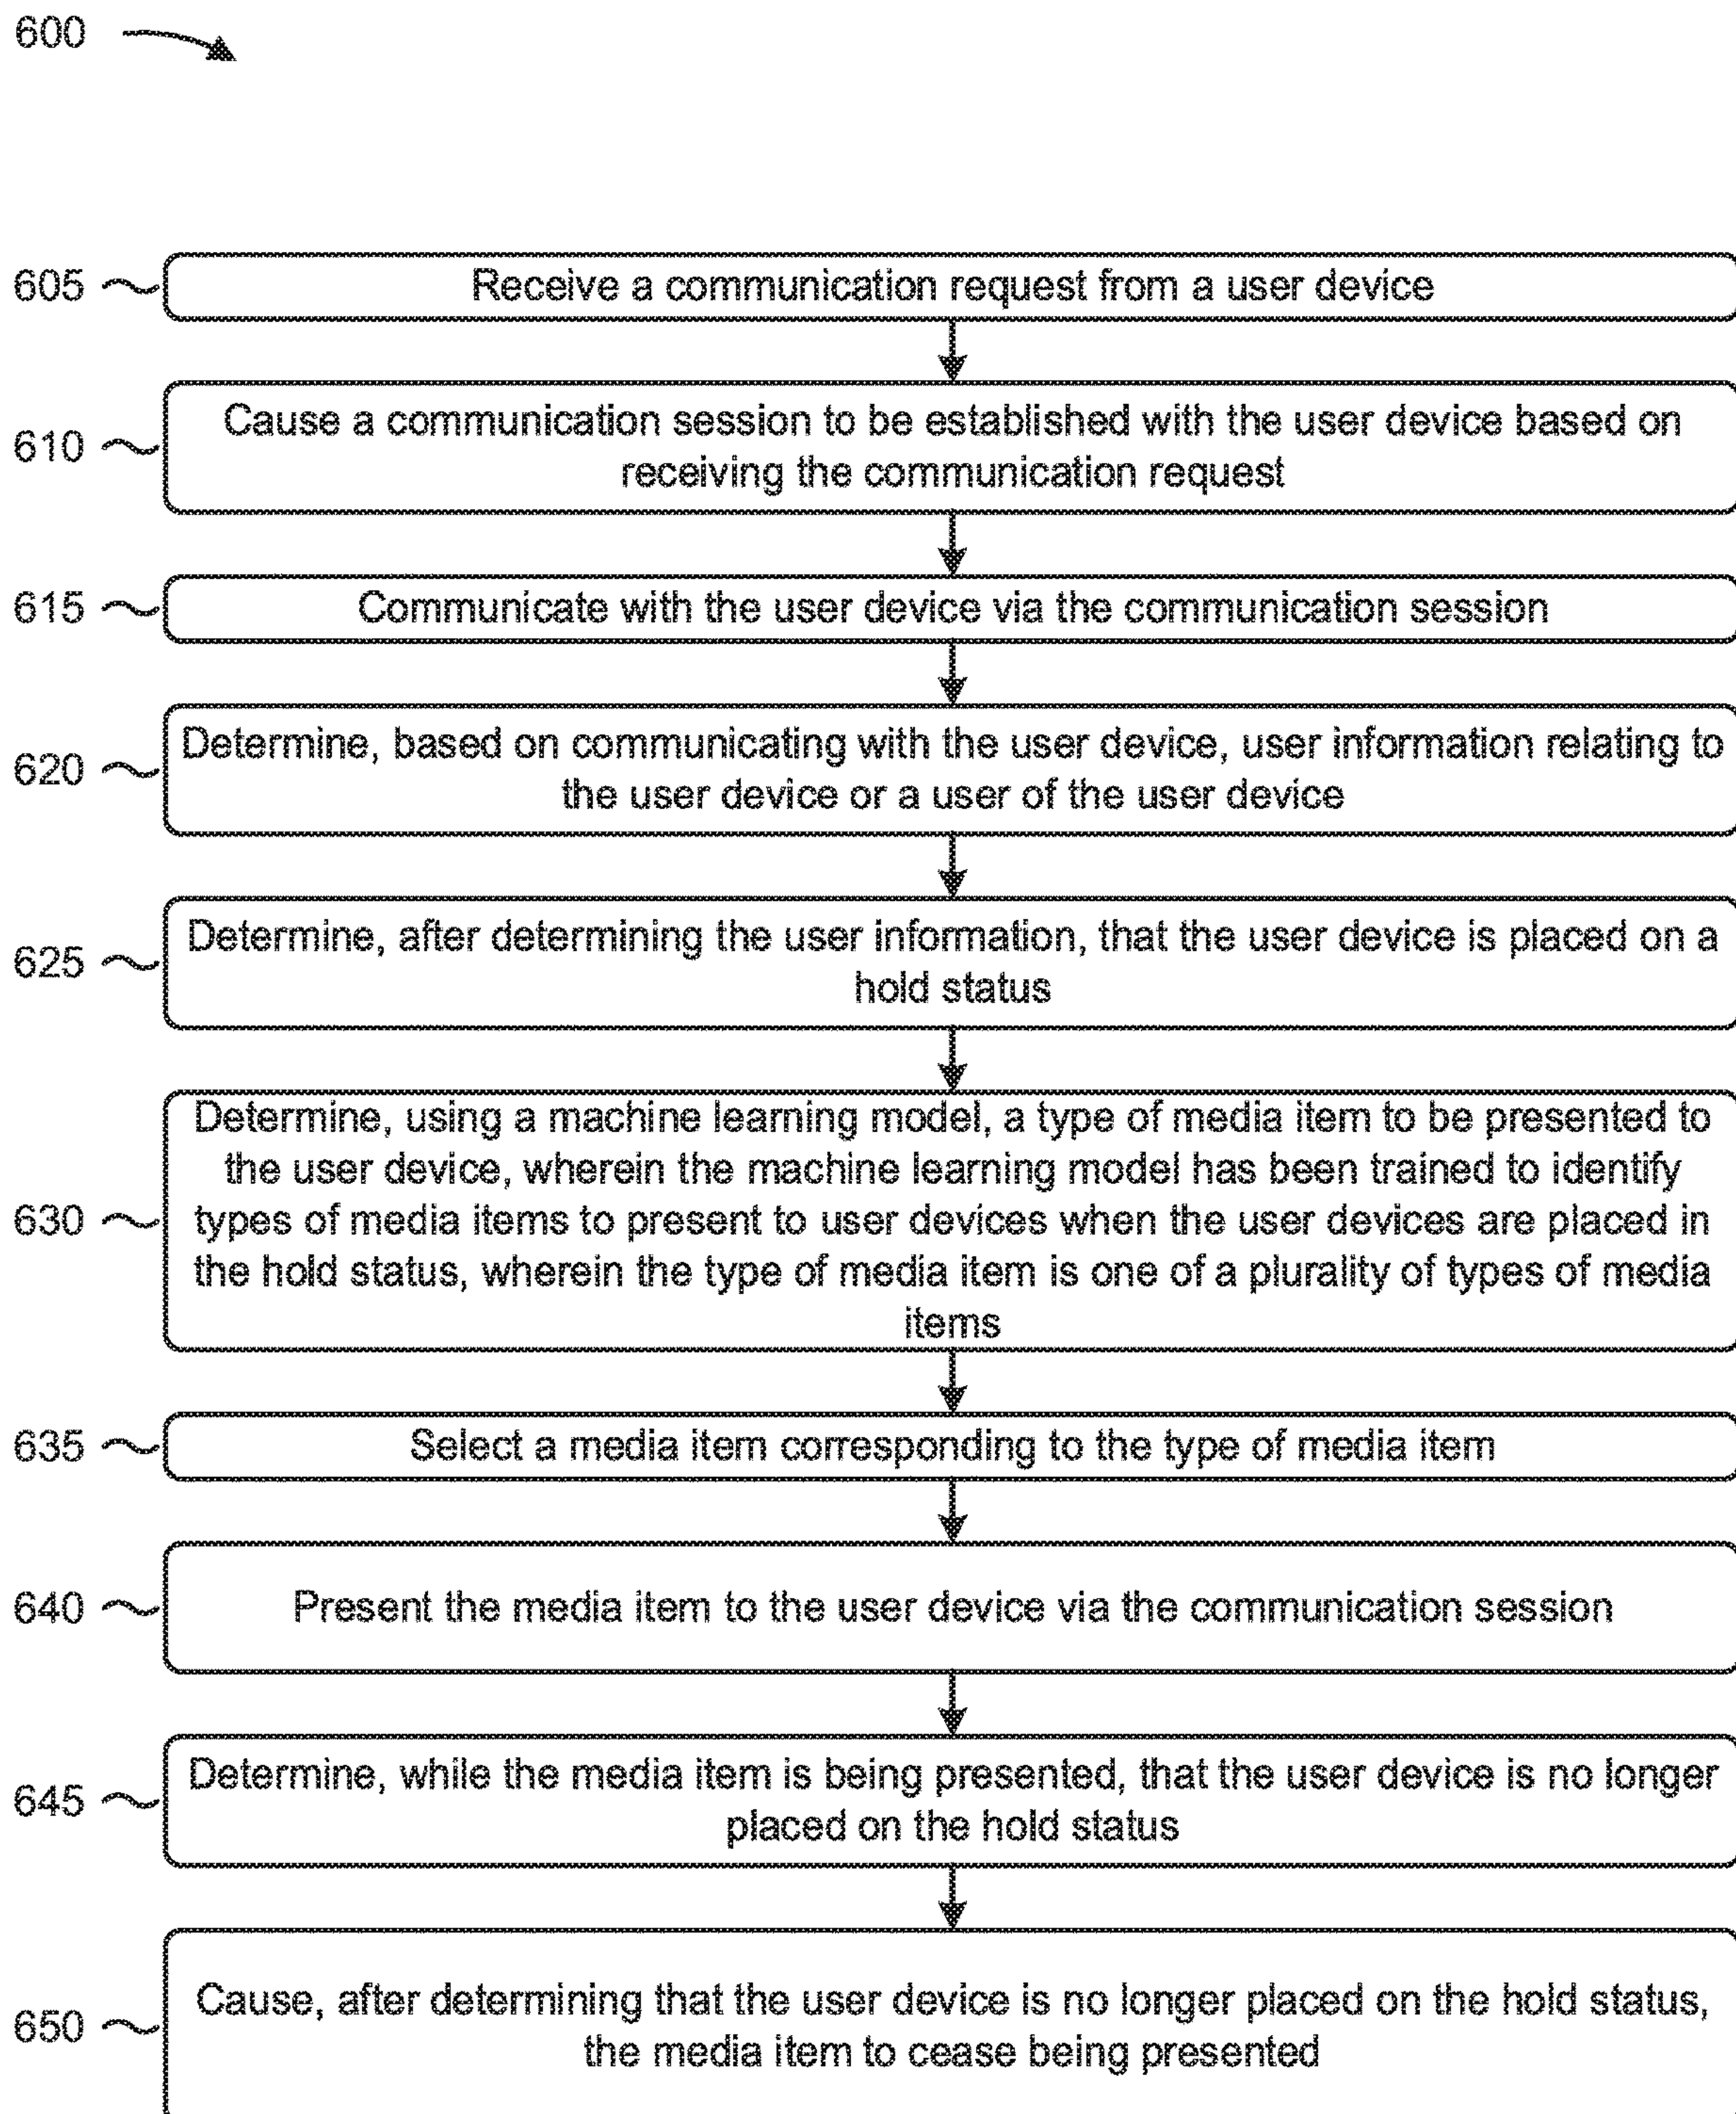 600
605 Receive a communication request from a user device
610 Cause a communication session to be established with the user device based on
receiving the communication request
615 Communicate with the user device via the communication session
620 Determine, based on communicating with the user device, user information relating to
the user device or a user of the user device
625 Determine, after determining the user information, that the user device is placed on a
hold status
630 Determine, using a machine learning model, a type of media item to be presented to
the user device, wherein the machine learning model has been trained to identify
types of media items to present to user devices when the user devices are placed in
the hold status, wherein the type of media item is one of a plurality of types of media
items
635 Select a media item corresponding to the type of media item
640 Present the media item to the user device via the communication session
645 Determine, while the media item is being presented, that the user device is no longer
placed on the hold status
650 Cause, after determining that the user device is no longer placed on the hold status,
the media item to cease being presented